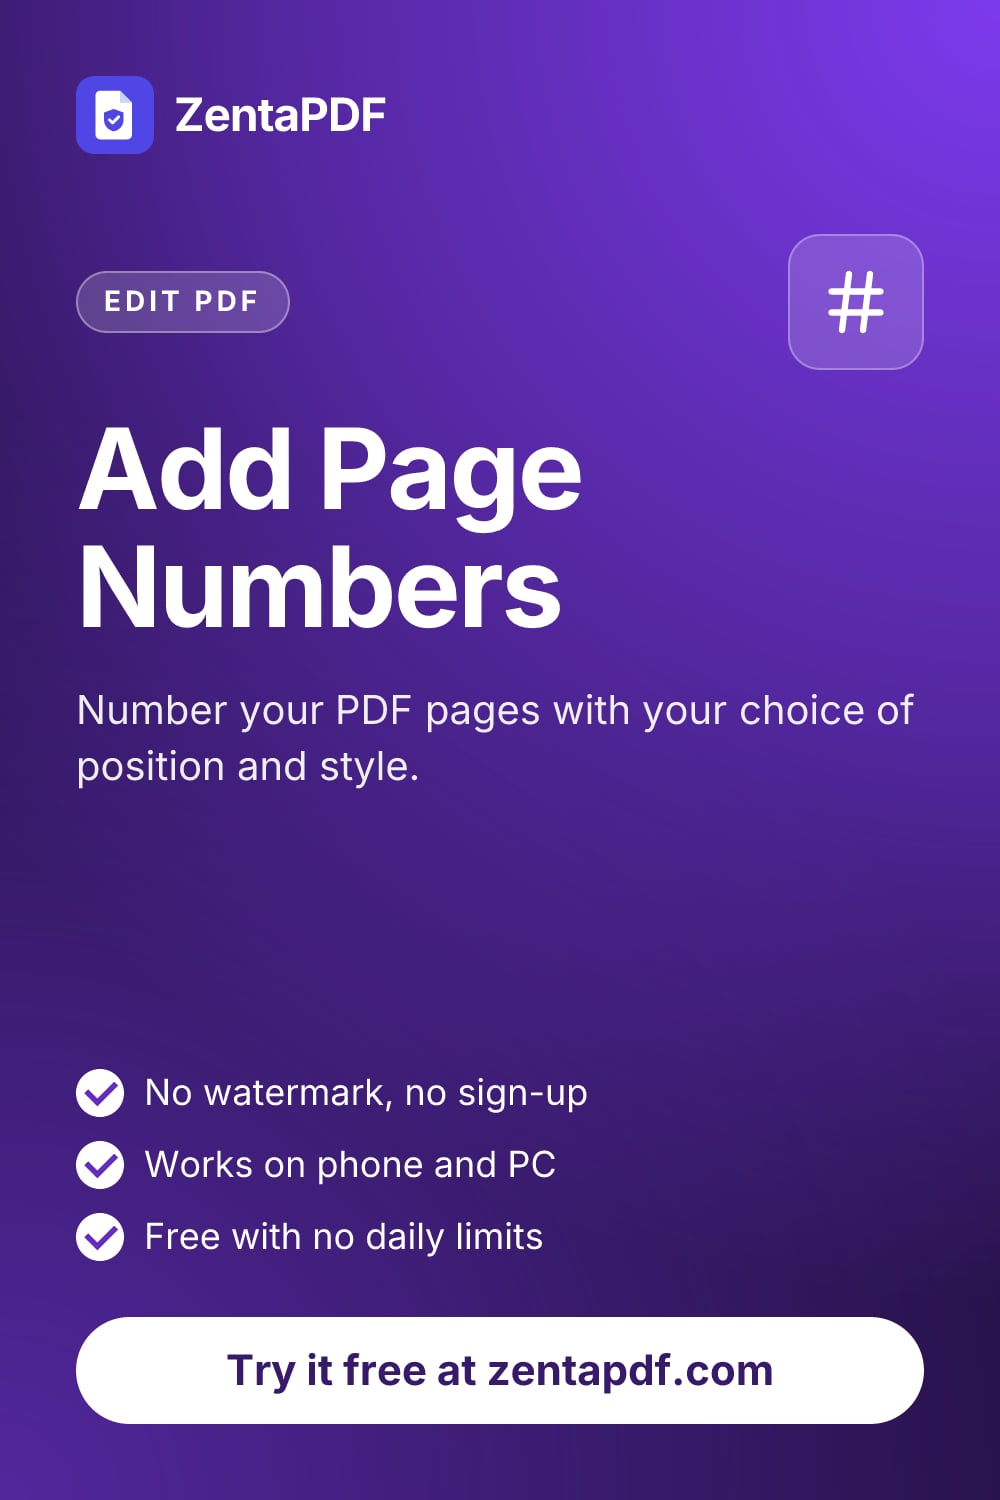 ZentaPDF
EDIT PDF
#
Add Page
Numbers
Number your PDF pages with your choice of
position and style.
No watermark, no sign-up
Works on phone and PC
Free with no daily limits
Try it free at zentapdf.com